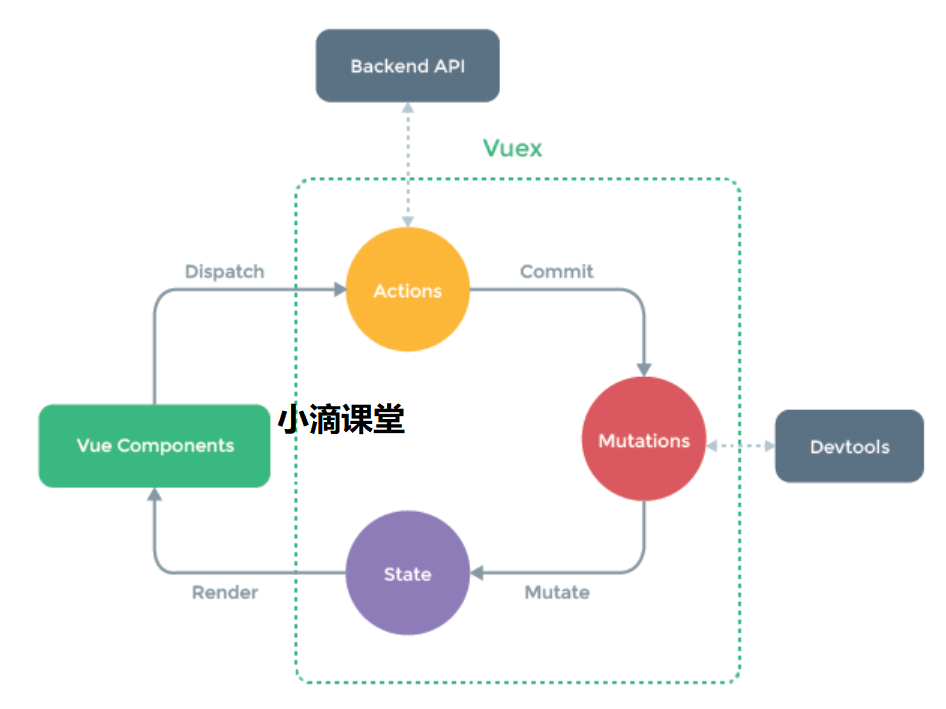 Backend API
Vuex
Dispatch
Commit
Actions
小滴课堂
Vue Components
Mutations
Devtools
State
Render
Mutate